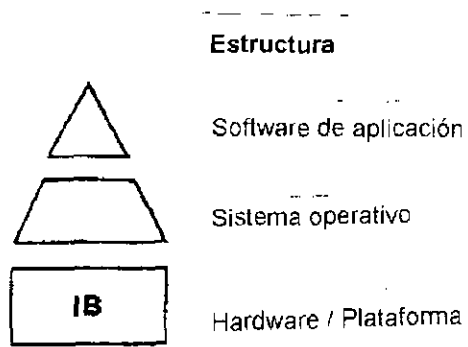 Estructura
Software de aplicación
Sistema operativo
IB
Hardware / Plataforma